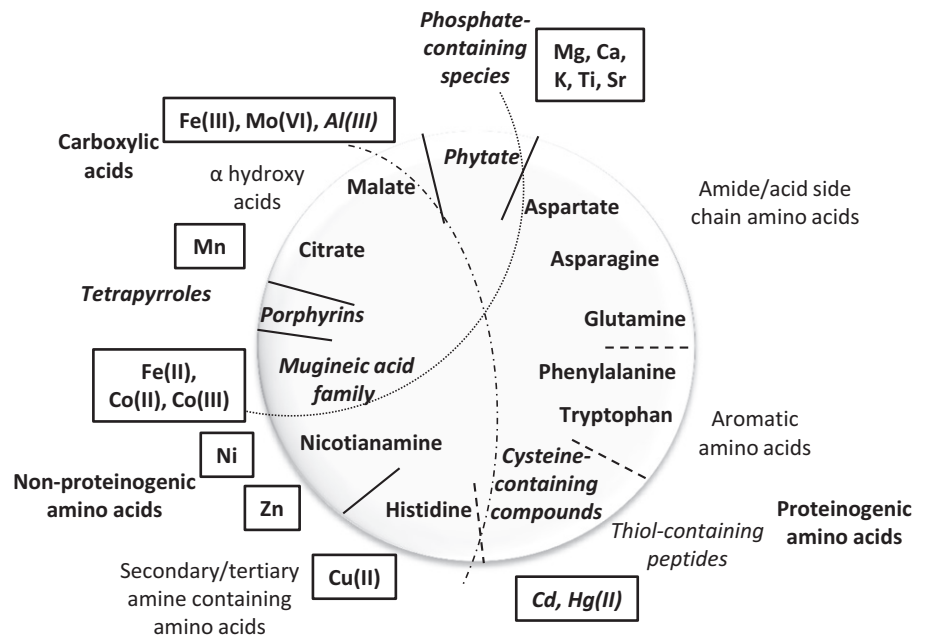 Phosphate-
containing
species
Mg, Ca,
K, Ti, Sr
Fe(III), Mo(VI), Al(III)
Carboxylic
acids
α hydroxy
acids
Malate
Phytate
Aspartate
Amide/acid side
chain amino acids
Mn
Citrate
Asparagine
Tetrapyrroles
Porphyrins
Glutamine
Fe(II),
Co(II), Co(III)
Mugineic acid
family
Phenylalanine
Tryptophan
Aromatic
amino acids
Ni
Nicotianamine
Cysteine-
containing
compounds
Non-proteinogenic
amino acids
Zn
Histidine
Thiol-containing
peptides
Proteinogenic
amino acids
Secondary/tertiary
amine containing
amino acids
Cu(II)
Cd, Hg(II)